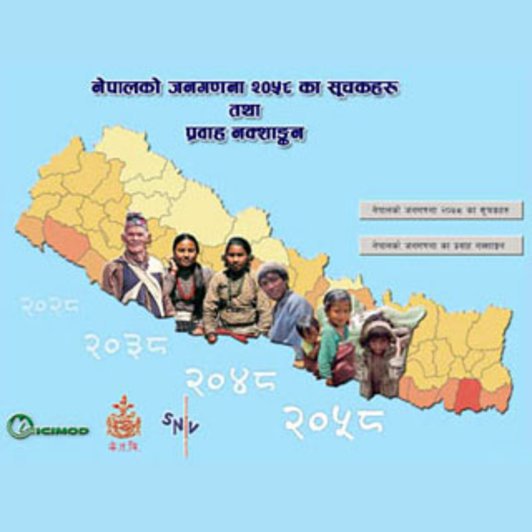 नेपालको जनगणना २०५८ का सूचकहरू
तथा
प्रवाह नक्शाङ्कन
नेपालको जनगणना २०५८ का सूचकहरू
नेपालको जनगणना का प्रवाह नक्शाङ्कन
२०२८
२०३८
२०४८
२०५८
ICIMOD
SNV
के.त.वि.